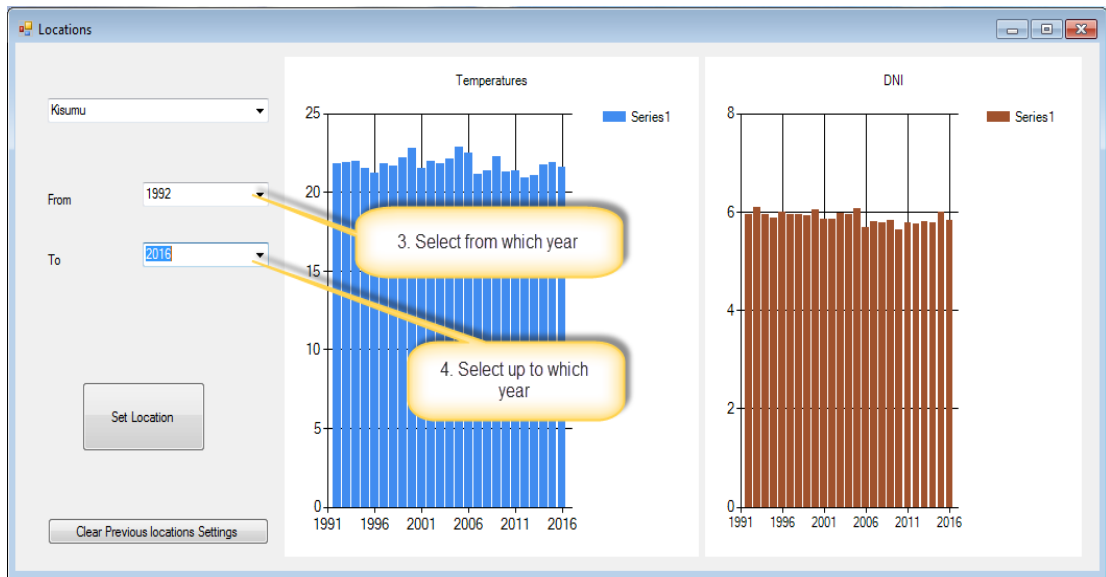 Locations
Kisumu
From
1992
To
2016
Set Location
Clear Previous locations Settings
Temperatures
Series1
25
20
15
10
5
0
1991 1996 2001 2006 2011 2016
3. Select from which year
4. Select up to which
year
DNI
Series1
8
6
4
2
0
1991 1996 2001 2006 2011 2016